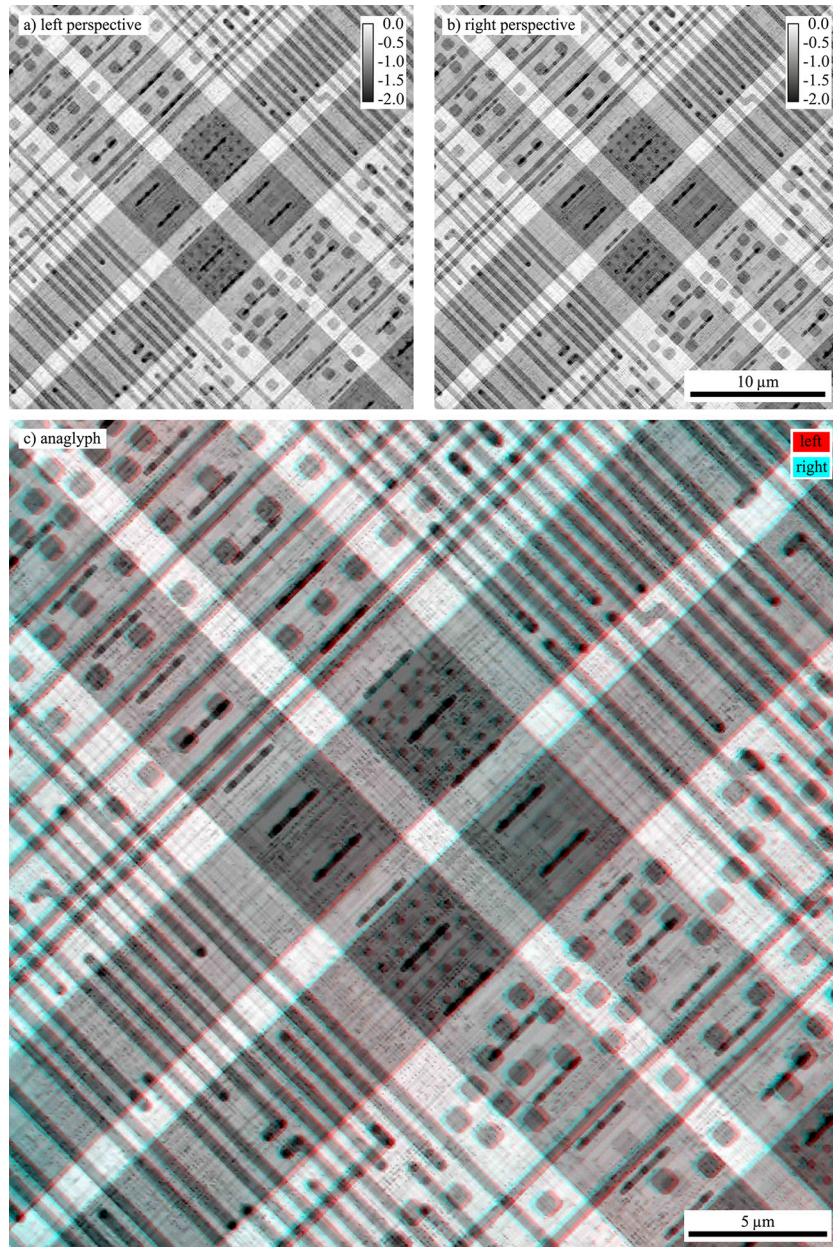 a) left perspective
0.0
-0.5
-1.0
-1.5
-2.0
b) right perspective
0.0
-0.5
-1.0
-1.5
-2.0
10 µm
c) anaglyph
left
right
5 µm